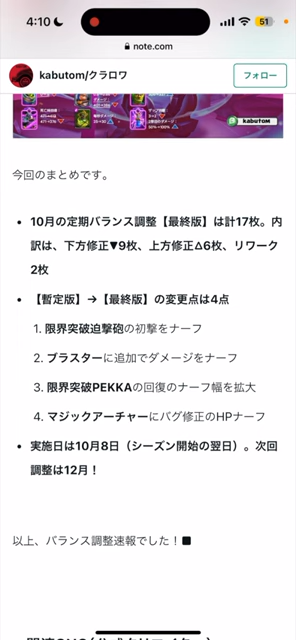 4:10
51
note.com
kabutom/クラロワ
フォロー
kabutom
今回のまとめです。
• 10月の定期バランス調整【最終版】は計17枚。内
訳は、下方修正▼9枚、上方修正△6枚、リワーク
2枚
• 【暫定版】→【最終版】の変更点は4点
1. 限界突破迫撃砲の初撃をナーフ
2. ブラスターに追加でダメージをナーフ
3. 限界突破PEKKAの回復のナーフ幅を拡大
4. マジックアーチャーにバグ修正のHPナーフ
• 実施日は10月8日（シーズン開始の翌日）。次回
調整は12月！
以上、バランス調整速報でした！■